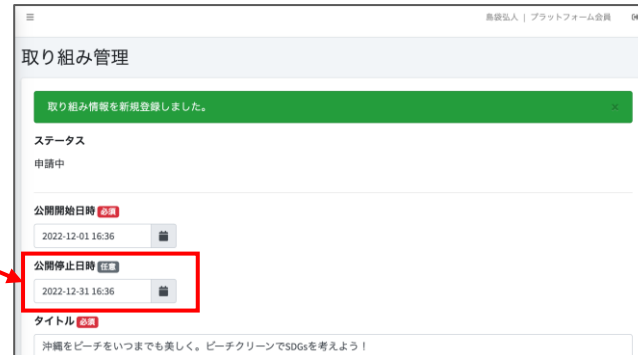 島袋弘人 | プラットフォーム会員
取り組み管理
取り組み情報を新規登録しました。 ×
ステータス
申請中
公開開始日時 必須
2022-12-01 16:36
公開停止日時 任意
2022-12-31 16:36
タイトル 必須
沖縄をビーチをいつまでも美しく。ビーチクリーンでSDGsを考えよう！